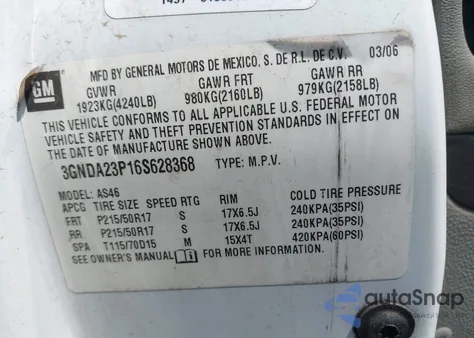 GM
MFD BY GENERAL MOTORS DE MEXICO, S. DE R.L. DE C.V. 03/06
GVWR GAWR FRT GAWR RR
1923KG(4240LB) 980KG(2160LB) 979KG(2158LB)
THIS VEHICLE CONFORMS TO ALL APPLICABLE U.S. FEDERAL MOTOR
VEHICLE SAFETY AND THEFT PREVENTION STANDARDS IN EFFECT ON
THE DATE OF MANUFACTURE SHOWN ABOVE.
3GNDA23P16S628368 TYPE: M.P.V.
MODEL: AS46
APCG TIRE SIZE SPEED RTG RIM COLD TIRE PRESSURE
FRT P215/50R17 S 17X6.5J 240KPA(35PSI)
RR P215/50R17 S 17X6.5J 240KPA(35PSI)
SPA T115/70D15 M 15X4T 420KPA(60PSI)
SEE OWNER'S MANUAL FOR MORE INFORMATION.
autaSnap